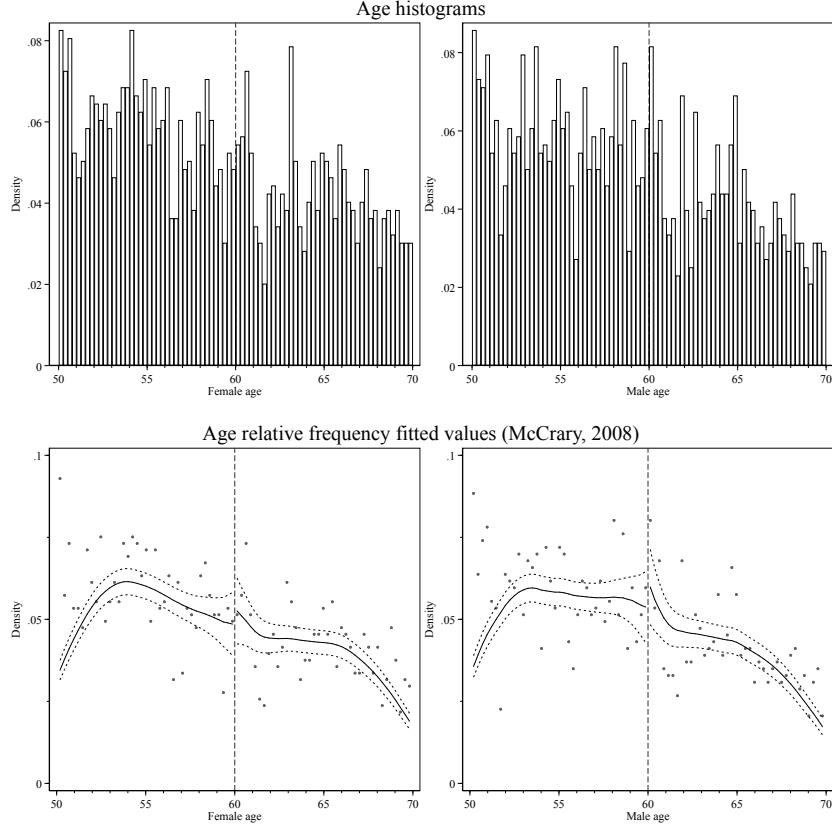 Age histograms
.08
.06
.04
.02
0
Density
50 55 60 65 70
Female age
.08
.06
.04
.02
0
Density
50 55 60 65 70
Male age
Age relative frequency fitted values (McCrary, 2008)
.1
.05
0
Density
50 55 60 65 70
Female age
.1
.05
0
Density
50 55 60 65 70
Male age